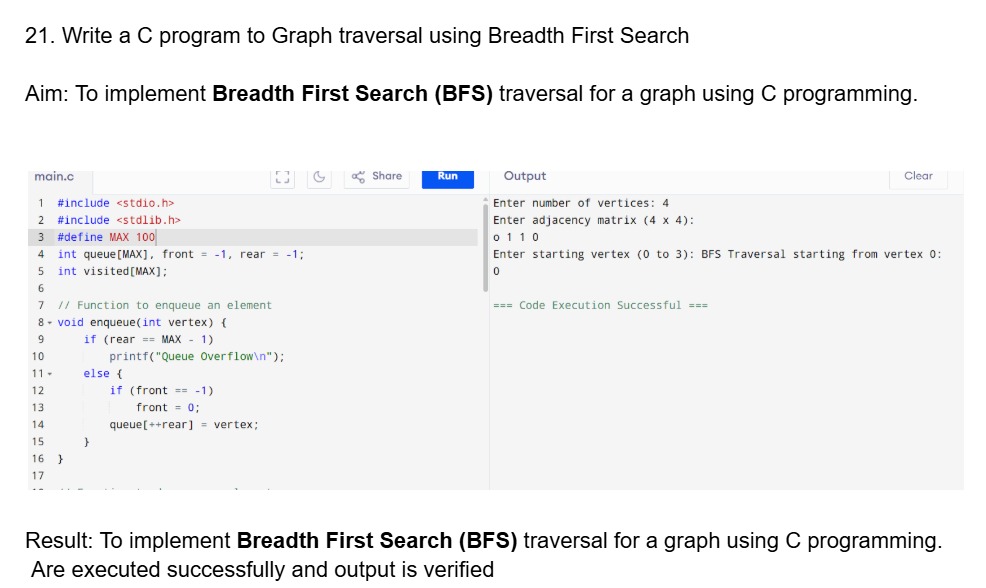 21. Write a C program to Graph traversal using Breadth First Search
Aim: To implement Breadth First Search (BFS) traversal for a graph using C programming.
main.c
Share
Run
Output
Clear
1 #include <stdio.h>
2 #include <stdlib.h>
3 #define MAX 100
4 int queue[MAX], front = -1, rear = -1;
5 int visited[MAX];
6
7 // Function to enqueue an element
8 void enqueue(int vertex) {
9 if (rear == MAX - 1)
10 printf("Queue Overflow\n");
11 else {
12 if (front == -1)
13 front = 0;
14 queue[++rear] = vertex;
15 }
16 }
17
Enter number of vertices: 4
Enter adjacency matrix (4 x 4):
o 1 1 0
Enter starting vertex (0 to 3): BFS Traversal starting from vertex 0:
0
=== Code Execution Successful ===
Result: To implement Breadth First Search (BFS) traversal for a graph using C programming.
Are executed successfully and output is verified